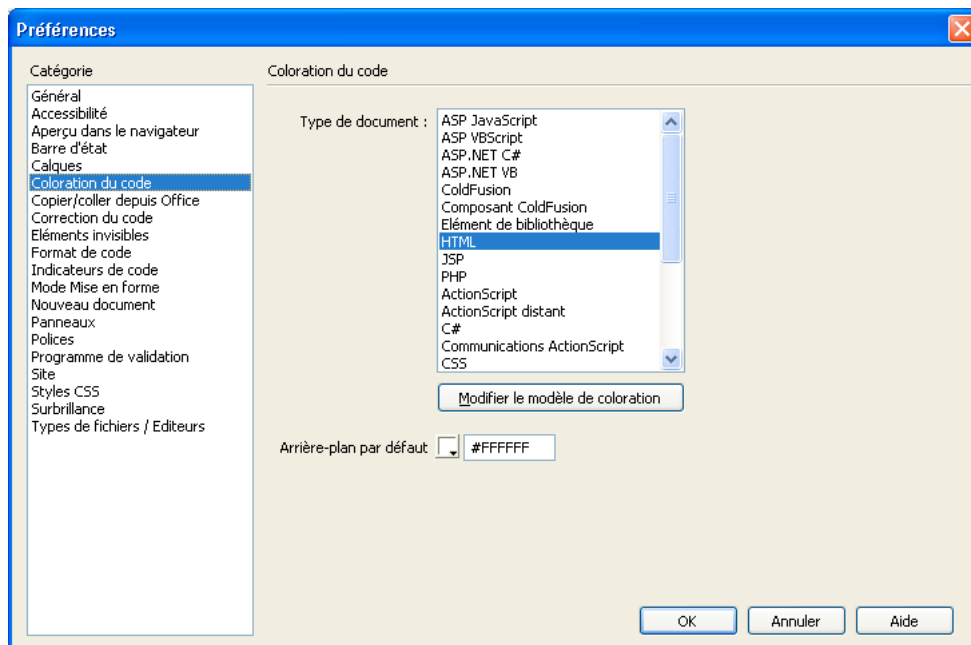 Préférences
Catégorie
Général
Accessibilité
Aperçu dans le navigateur
Barre d'état
Calques
Coloration du code
Copier/coller depuis Office
Correction du code
Eléments invisibles
Format de code
Indicateurs de code
Mode Mise en forme
Nouveau document
Panneaux
Polices
Programme de validation
Site
Styles CSS
Surbrillance
Types de fichiers / Editeurs
Coloration du code
Type de document :
ASP JavaScript
ASP VBScript
ASP.NET C#
ASP.NET VB
ColdFusion
Composant ColdFusion
Elément de bibliothèque
HTML
JSP
PHP
ActionScript
ActionScript distant
C#
Communications ActionScript
CSS
Modifier le modèle de coloration
Arrière-plan par défaut #FFFFFF
OK Annuler Aide